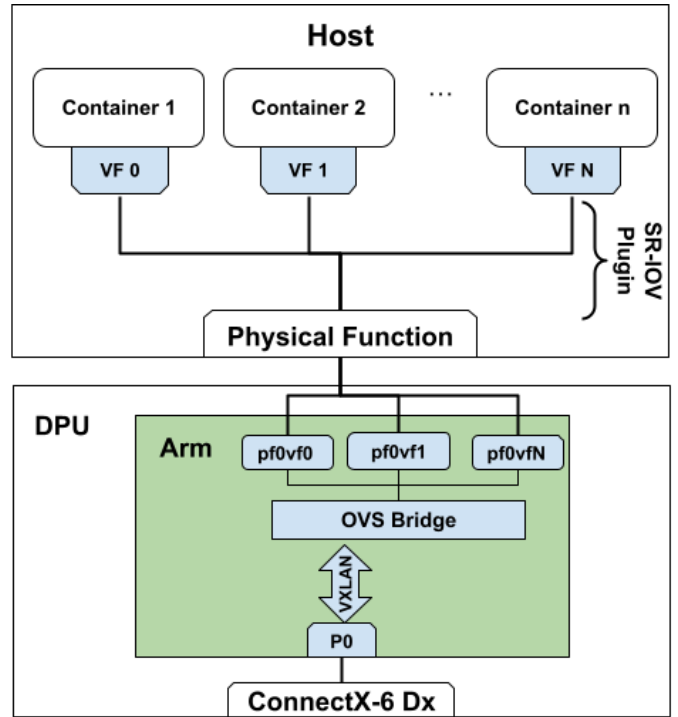 Host
Container 1
Container 2
...
Container n
VF 0
VF 1
VF N
SR-IOV
Plugin
Physical Function
DPU
Arm
pf0vf0
pf0vf1
pf0vfN
OVS Bridge
VXLAN
P0
ConnectX-6 Dx